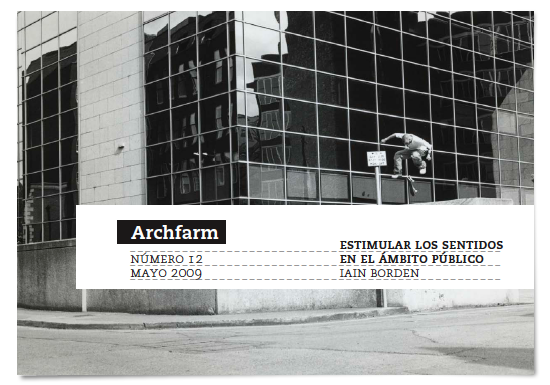 Archfarm
NÚMERO 12
MAYO 2009
ESTIMULAR LOS SENTIDOS
EN EL ÁMBITO PÚBLICO
IAIN BORDEN